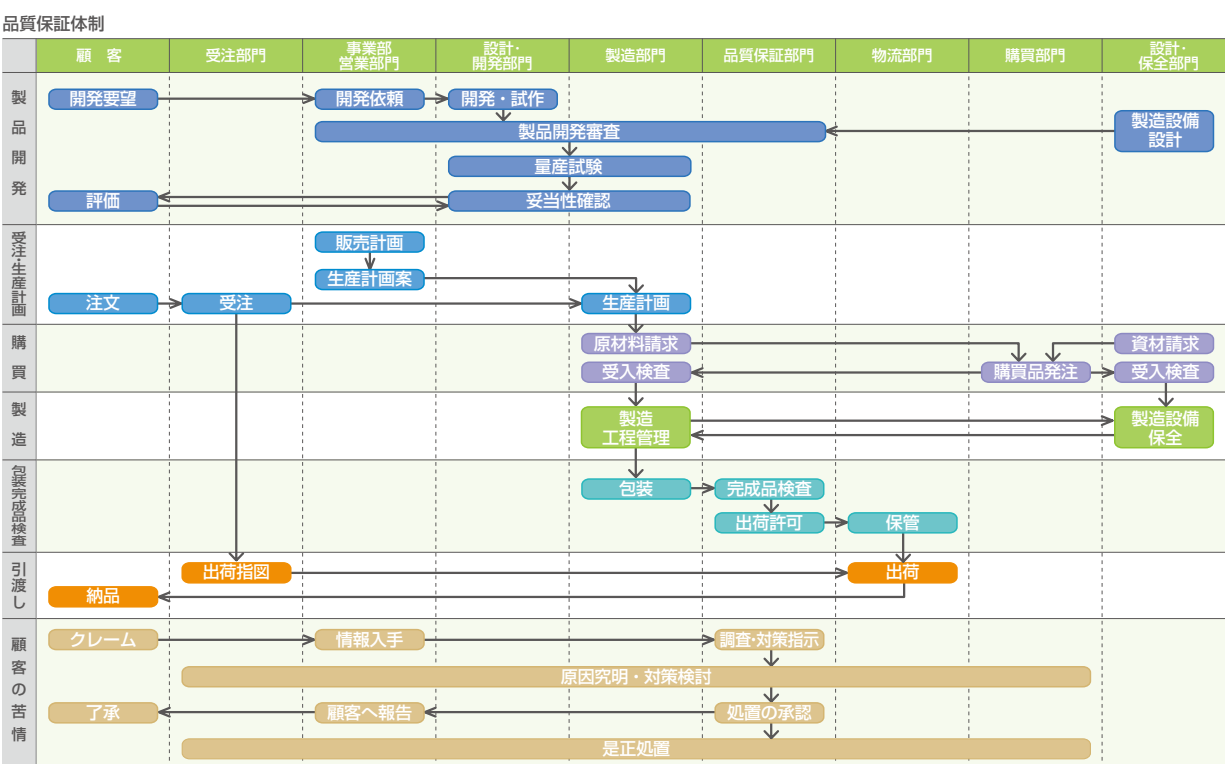 品質保証体制
顧　客
受注部門
事業部
営業部門
設計・
開発部門
製造部門
品質保証部門
物流部門
購買部門
設計・
保全部門
製品開発
開発要望
開発依頼
開発・試作
製品開発審査
製造設備
設計
量産試験
評価
妥当性確認
受注・生産計画
販売計画
生産計画案
注文
受注
生産計画
購買
原材料請求
資材請求
受入検査
購買品発注
受入検査
製造
製造
工程管理
製造設備
保全
包装完成品検査
包装
完成品検査
出荷許可
保管
引渡し
出荷指図
出荷
納品
顧客の苦情
クレーム
情報入手
調査・対策指示
原因究明・対策検討
了承
顧客へ報告
処置の承認
是正処置